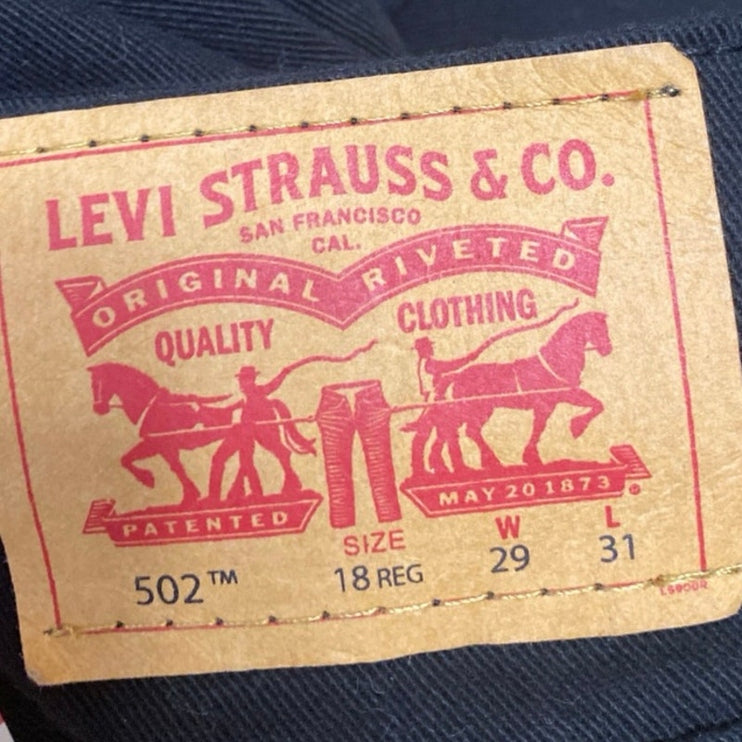 LEVI STRAUSS & CO.
SAN FRANCISCO
CAL.
ORIGINAL RIVETED
QUALITY CLOTHING
PATENTED MAY 20 1873
SIZE W L
502™ 18 REG 29 31